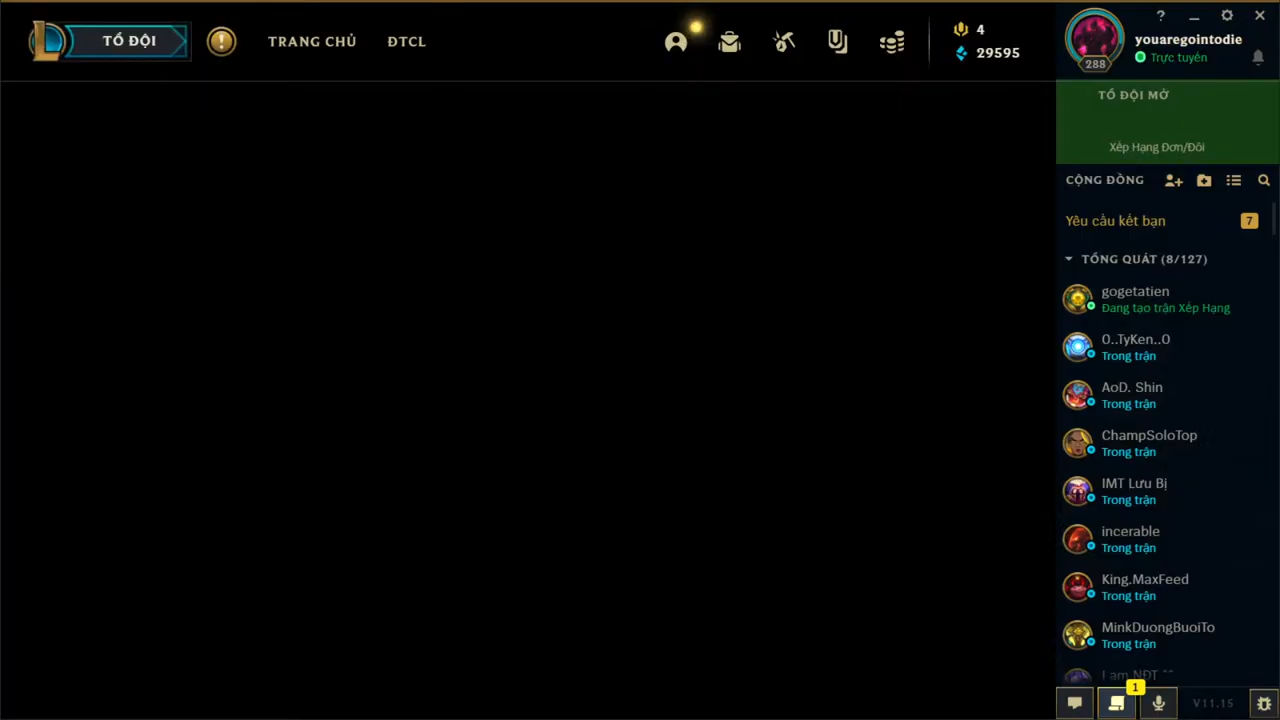 TỔ ĐỘI
!
TRANG CHỦ
ĐTCL
4
29595
?
youaregointodie
Trực tuyến
288
TỔ ĐỘI MỞ
Xếp Hạng Đơn/Đôi
CỘNG ĐỒNG
Yêu cầu kết bạn
7
TỔNG QUÁT (8/127)
gogetatien
Đang tạo trận Xếp Hạng
0..TyKen..0
Trong trận
AoD. Shin
Trong trận
ChampSoloTop
Trong trận
IMT Lưu Bị
Trong trận
incerable
Trong trận
King.MaxFeed
Trong trận
MinkDuongBuoiTo
Trong trận
I am NĐT ^^
1
V11.15